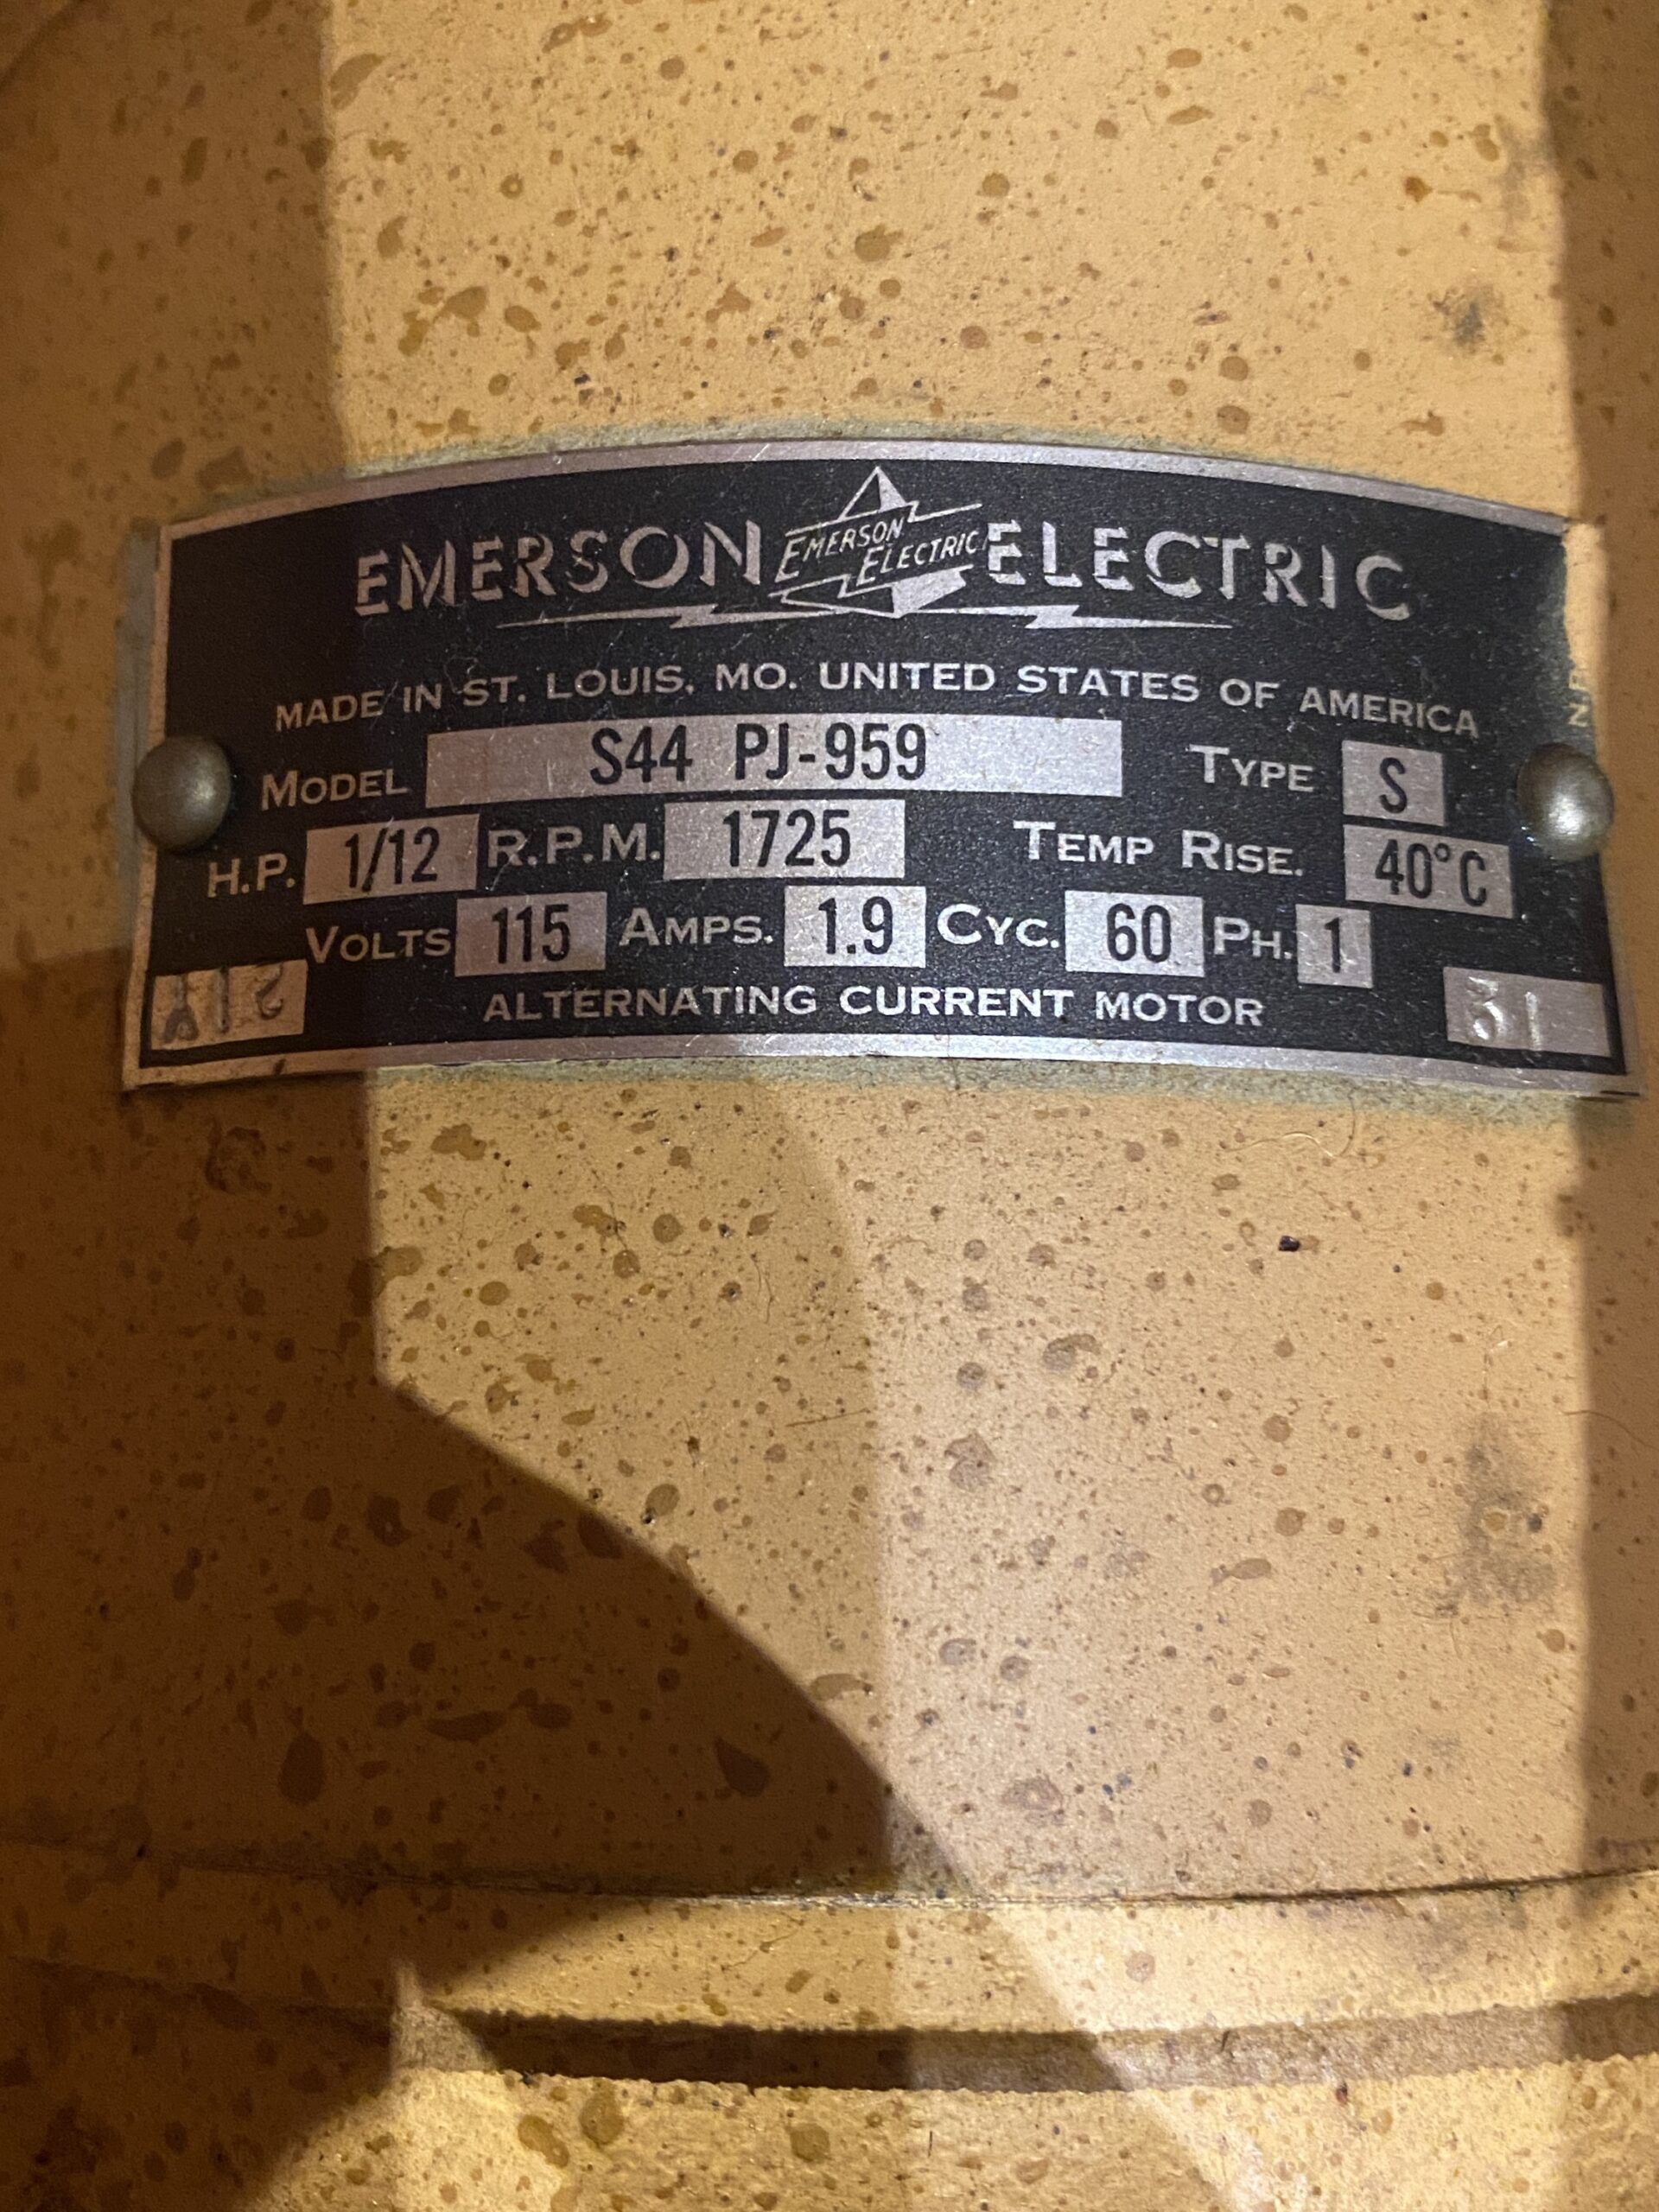 EMERSON EMERSON ELECTRIC ELECTRIC
MADE IN ST. LOUIS, MO. UNITED STATES OF AMERICA
MODEL S44 PJ-959 TYPE S
H.P. 1/12 R.P.M. 1725 TEMP RISE. 40°C
VOLTS 115 AMPS. 1.9 CYC. 60 PH. 1
ALTERNATING CURRENT MOTOR
31